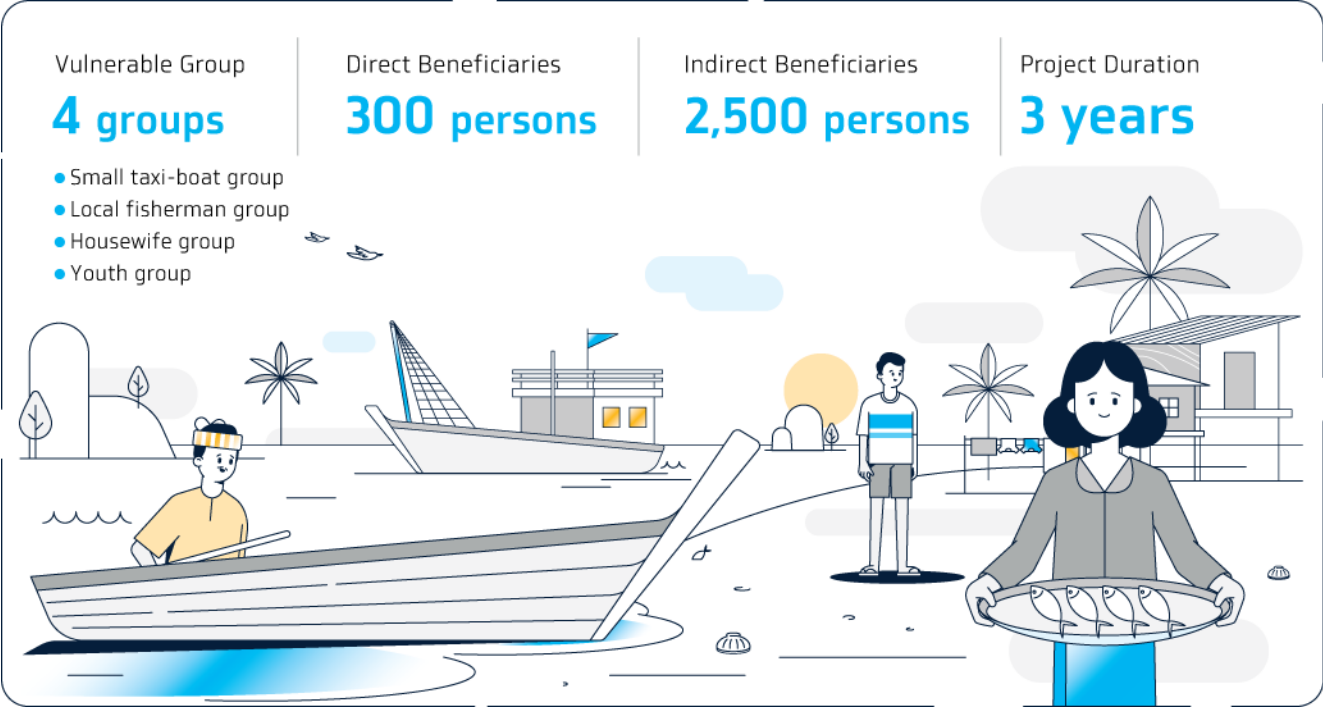 Vulnerable Group
4 groups
Small taxi-boat group
Local fisherman group
Housewife group
Youth group
Direct Beneficiaries
300 persons
Indirect Beneficiaries
2,500 persons
Project Duration
3 years